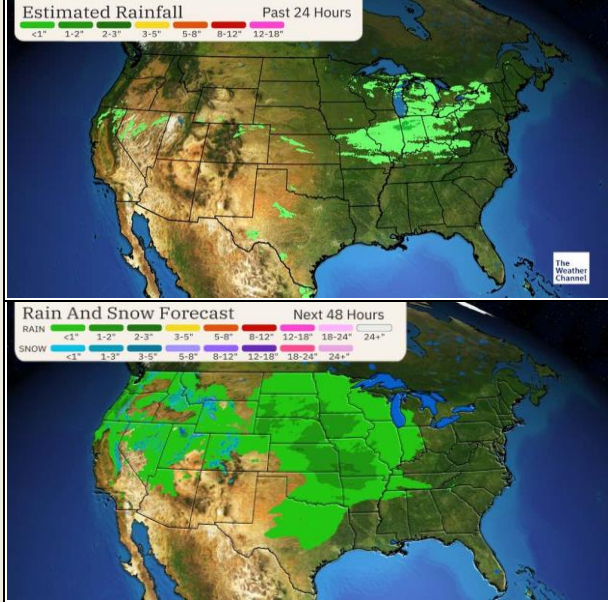 Estimated Rainfall Past 24 Hours
<1" 1-2" 2-3" 3-5" 5-8" 8-12" 12-18"
The
Weather
Channel
Rain And Snow Forecast Next 48 Hours
RAIN
<1" 1-2" 2-3" 3-5" 5-8" 8-12" 12-18" 18-24" 24+"
SNOW
<1" 1-3" 3-5" 5-8" 8-12" 12-18" 18-24" 24+"